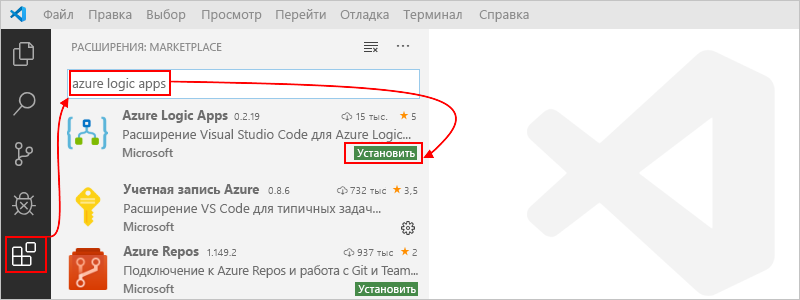 Файл Правка Выбор Просмотр Перейти Отладка Терминал Справка
РАСШИРЕНИЯ: MARKETPLACE
azure logic apps
Azure Logic Apps 0.2.19 15 тыс. 5
Расширение Visual Studio Code для Azure Logic...
Microsoft Установить
Учетная запись Azure 0.8.6 732 тыс 3,5
Расширение VS Code для типичных задач...
Microsoft
Azure Repos 1.149.2 937 тыс 2
Подключение к Azure Repos и работа с Git и Team...
Microsoft Установить